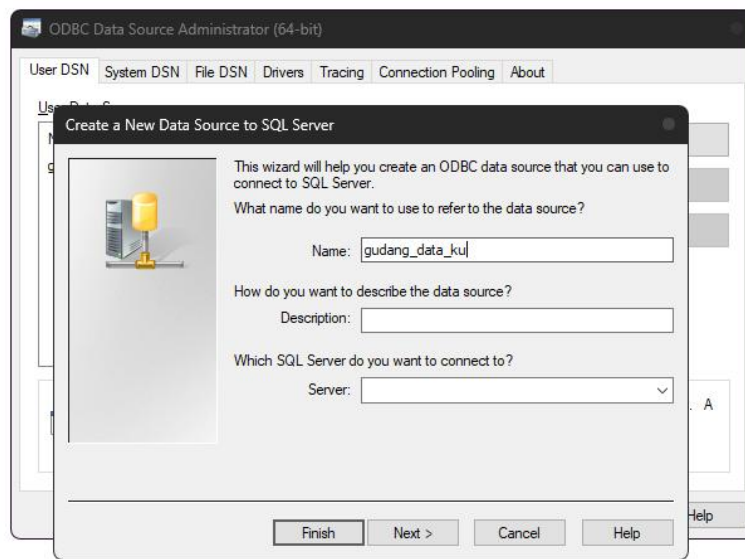 ODBC Data Source Administrator (64-bit)
User DSN System DSN File DSN Drivers Tracing Connection Pooling About
Create a New Data Source to SQL Server
This wizard will help you create an ODBC data source that you can use to
connect to SQL Server.
What name do you want to use to refer to the data source?
Name: gudang_data_ku
How do you want to describe the data source?
Description:
Which SQL Server do you want to connect to?
Server:
. A
Help
Finish Next > Cancel Help